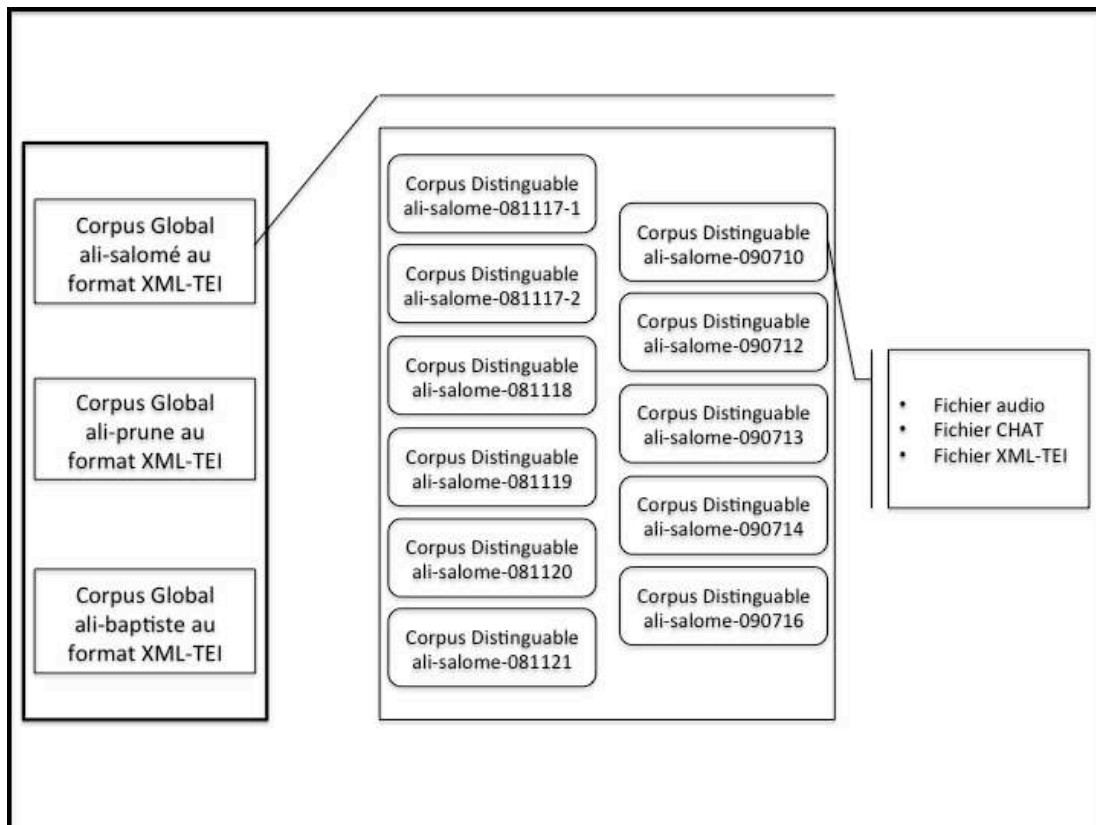 Corpus Global
ali-salomé au
format XML-TEI
Corpus Global
ali-prune au
format XML-TEI
Corpus Global
ali-baptiste au
format XML-TEI
Corpus Distinguable
ali-salome-081117-1
Corpus Distinguable
ali-salome-081117-2
Corpus Distinguable
ali-salome-081118
Corpus Distinguable
ali-salome-081119
Corpus Distinguable
ali-salome-081120
Corpus Distinguable
ali-salome-081121
Corpus Distinguable
ali-salome-090710
Corpus Distinguable
ali-salome-090712
Corpus Distinguable
ali-salome-090713
Corpus Distinguable
ali-salome-090714
Corpus Distinguable
ali-salome-090716
• Fichier audio
• Fichier CHAT
• Fichier XML-TEI